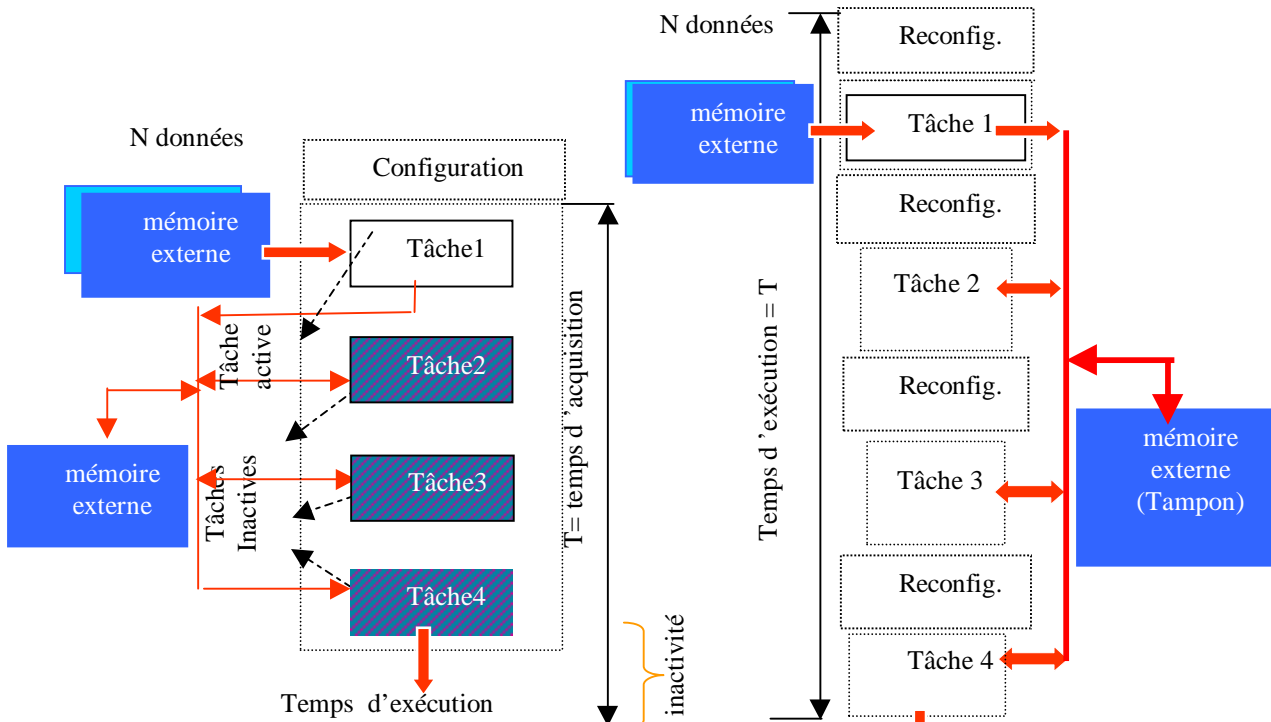 N données
Configuration
mémoire
externe
Tâche1
Tâche
active
Tâche2
Tâches
Inactives
Tâche3
mémoire
externe
Tâche4
Temps d’exécution
T= temps d ’acquisition
inactivité
N données
mémoire
externe
Temps d ’exécution = T
Reconfig.
Tâche 1
Reconfig.
Tâche 2
Reconfig.
Tâche 3
Reconfig.
Tâche 4
mémoire
externe
(Tampon)